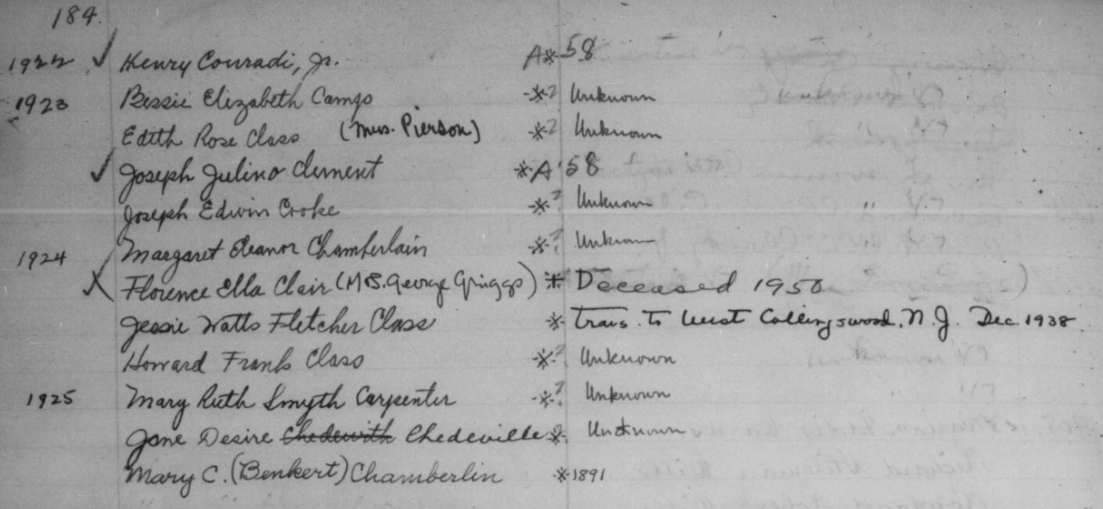 184.
1922 ✓ Henry Conradi, Jr. A* 58
1923 Bessie Elizabeth Camp *? Unknown
Edith Rose Class (Mrs. Pierson) *? Unknown
✓ Joseph Julino Clement *A '58
Joseph Edwin Cooke *? Unknown
1924 Margaret Eleanor Chamberlain *? Unknown
X Florence Ella Clair (Mrs. George Griggs) * Deceased 1950
Jessie Watts Fletcher Class * trans. to West Collingswood, N.J. Dec. 1938
Howard Frank Class *? Unknown
1925 Mary Ruth Smyth Carpenter *? Unknown
Jane Desire Chedewith Chedeville *? Unknown
Mary C. (Benkert) Chamberlin * 1891